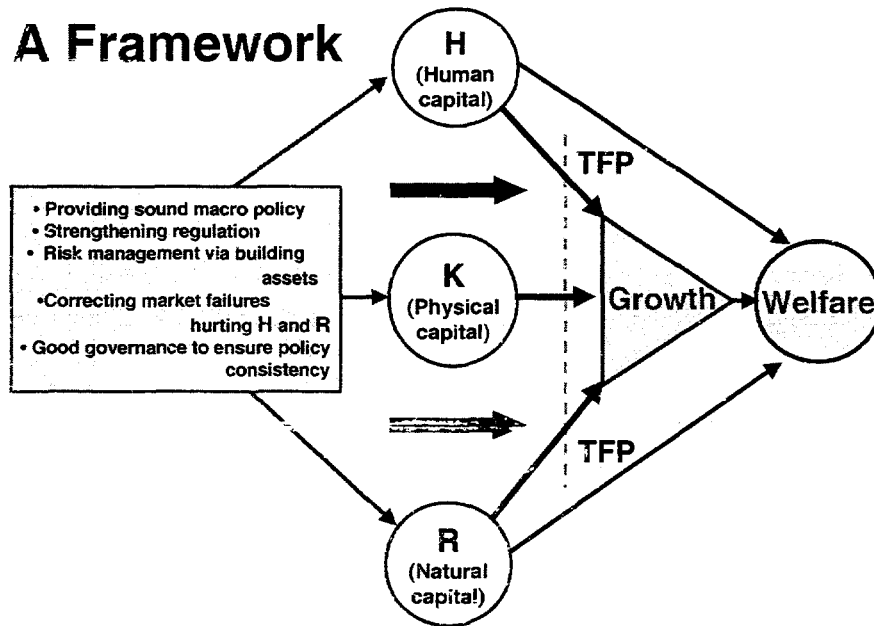 A Framework
H
(Human
capital)
TFP
• Providing sound macro policy
• Strengthening regulation
• Risk management via building
assets
•Correcting market failures
hurting H and R
• Good governance to ensure policy
consistency
K
(Physical
capital)
Growth
Welfare
TFP
R
(Natural
capital)